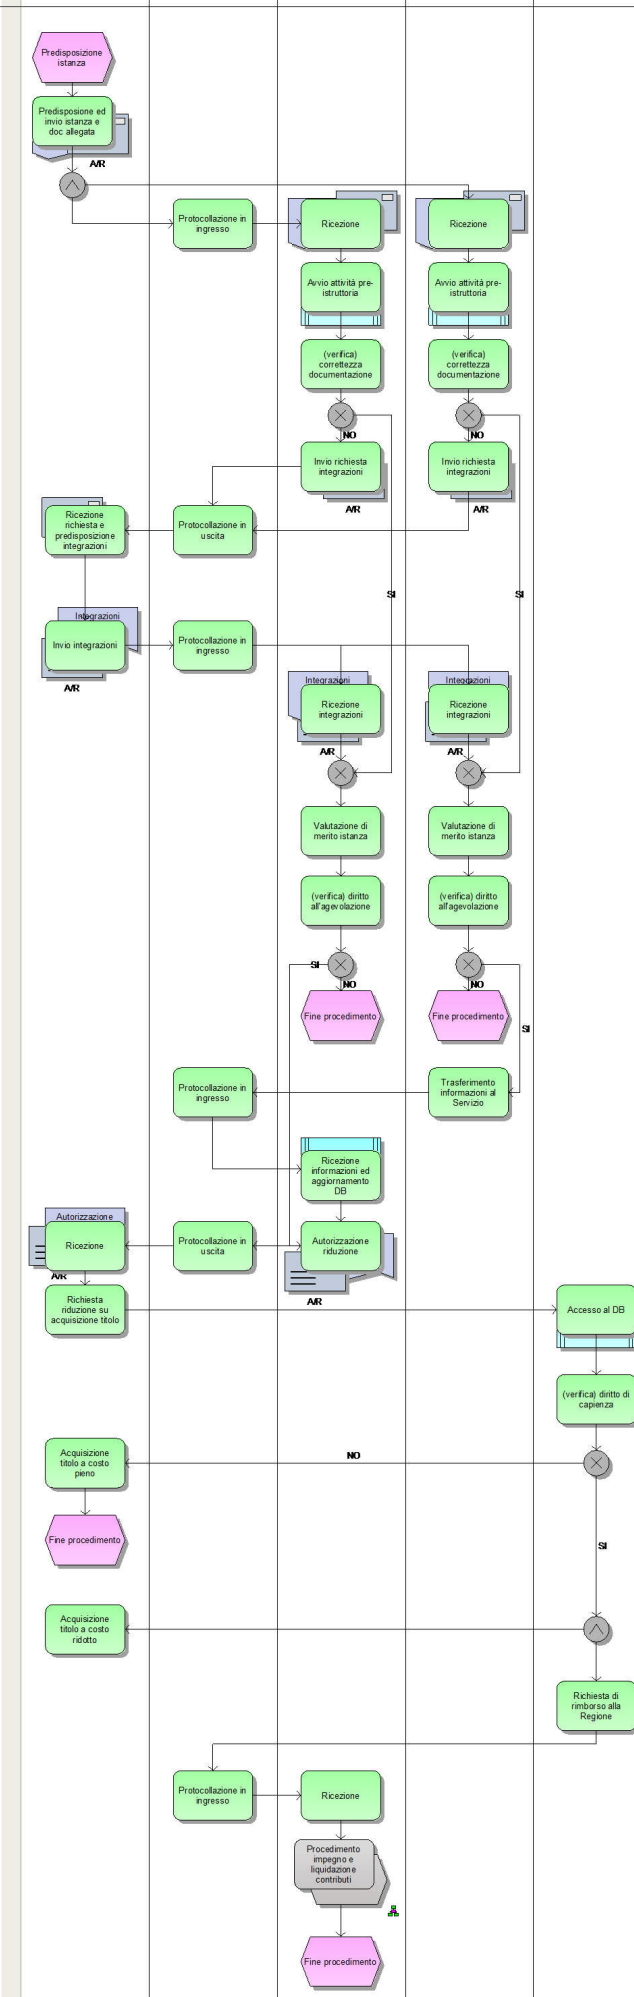 Predisposizione
istanza
Predisposione ed
invio istanza e
doc allegata
A/R
Protocollazione in
ingresso
Ricezione
Ricezione
Avvio attività pre-
istruttoria
Avvio attività pre-
istruttoria
(verifica)
correttezza
documentazione
(verifica)
correttezza
documentazione
NO
NO
Invio richiesta
integrazioni
Invio richiesta
integrazioni
A/R
A/R
Ricezione
richiesta e
predisposizione
integrazioni
Protocollazione in
uscita
SI
SI
Integrazioni
Invio integrazioni
A/R
Protocollazione in
ingresso
Integrazioni
Ricezione
integrazioni
A/R
Integrazioni
Ricezione
integrazioni
A/R
Valutazione di
merito istanza
Valutazione di
merito istanza
(verifica) diritto
all'agevolazione
(verifica) diritto
all'agevolazione
SI
NO
NO
Fine procedimento
Fine procedimento
SI
Protocollazione in
ingresso
Trasferimento
informazioni al
Servizio
Ricezione
informazioni ed
aggiornamento
DB
Autorizzazione
Ricezione
A/R
Protocollazione in
uscita
Autorizzazione
riduzione
A/R
Richiesta
riduzione su
acquisizione titolo
Accesso al DB
(verifica) diritto di
capienza
Acquisizione
titolo a costo
pieno
NO
Fine procedimento
SI
Acquisizione
titolo a costo
ridotto
Richiesta di
rimborso alla
Regione
Protocollazione in
ingresso
Ricezione
Procedimento
impegno e
liquidazione
contributi
Fine procedimento